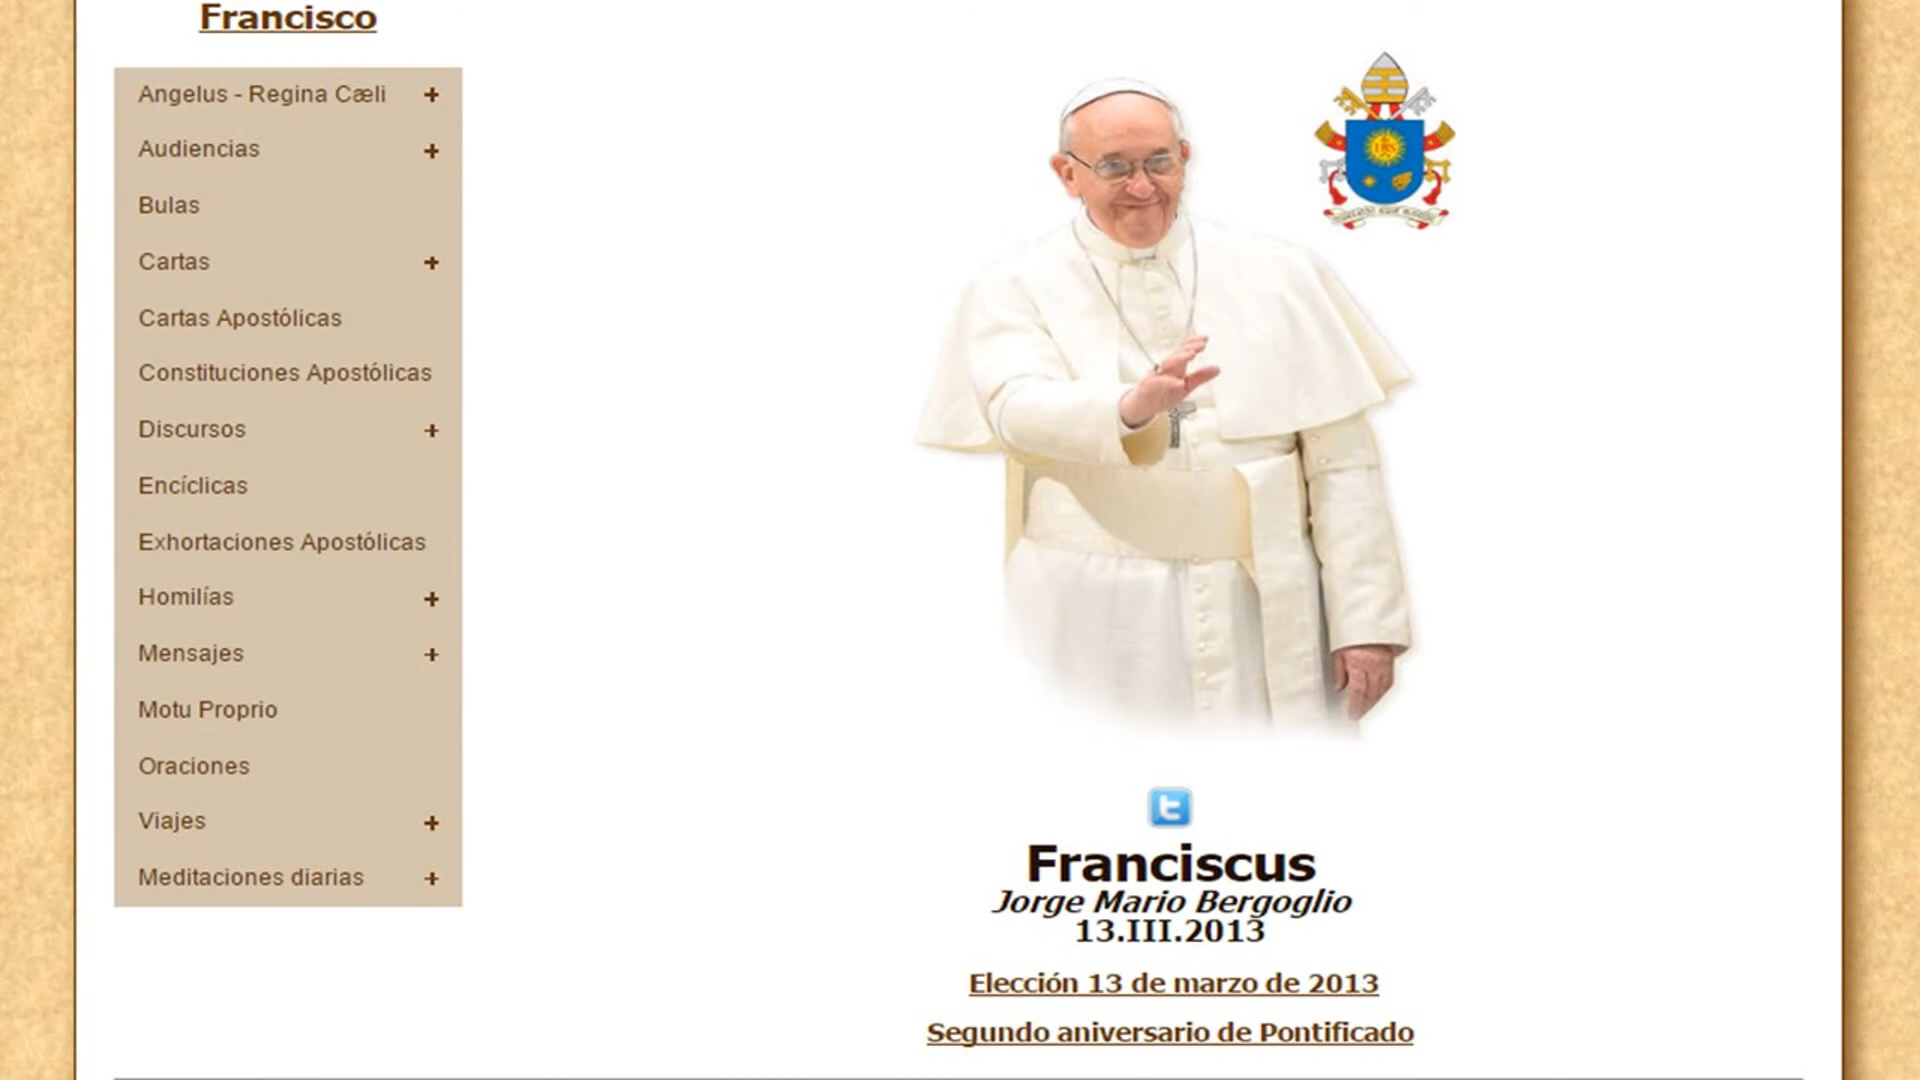 Francisco
Angelus - Regina Cæli +
Audiencias +
Bulas
Cartas +
Cartas Apostólicas
Constituciones Apostólicas
Discursos +
Encíclicas
Exhortaciones Apostólicas
Homilías +
Mensajes +
Motu Proprio
Oraciones
Viajes +
Meditaciones diarias +
IHS
Franciscus
Jorge Mario Bergoglio
13.III.2013
Elección 13 de marzo de 2013
Segundo aniversario de Pontificado